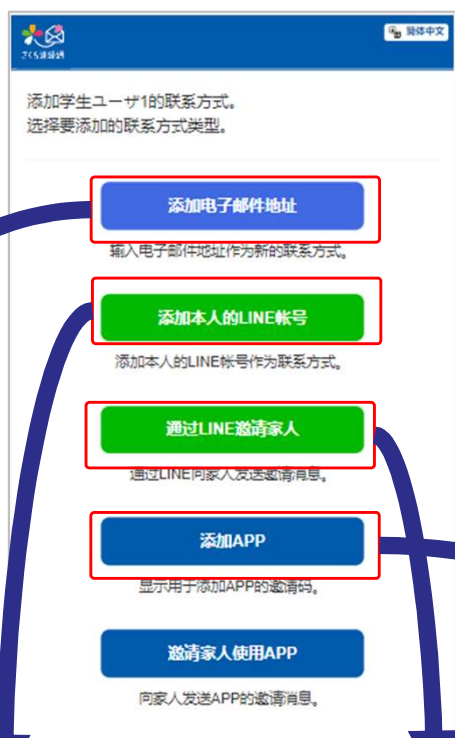 さくら連絡網
简体中文
添加学生ユーザ1的联系方式。
选择要添加的联系方式类型。
添加电子邮件地址
输入电子邮件地址作为新的联系方式。
添加本人的LINE帐号
添加本人的LINE帐号作为联系方式。
通过LINE邀请家人
通过LINE向家人发送邀请消息。
添加APP
显示用于添加APP的邀请码。
邀请家人使用APP
向家人发送APP的邀请消息。